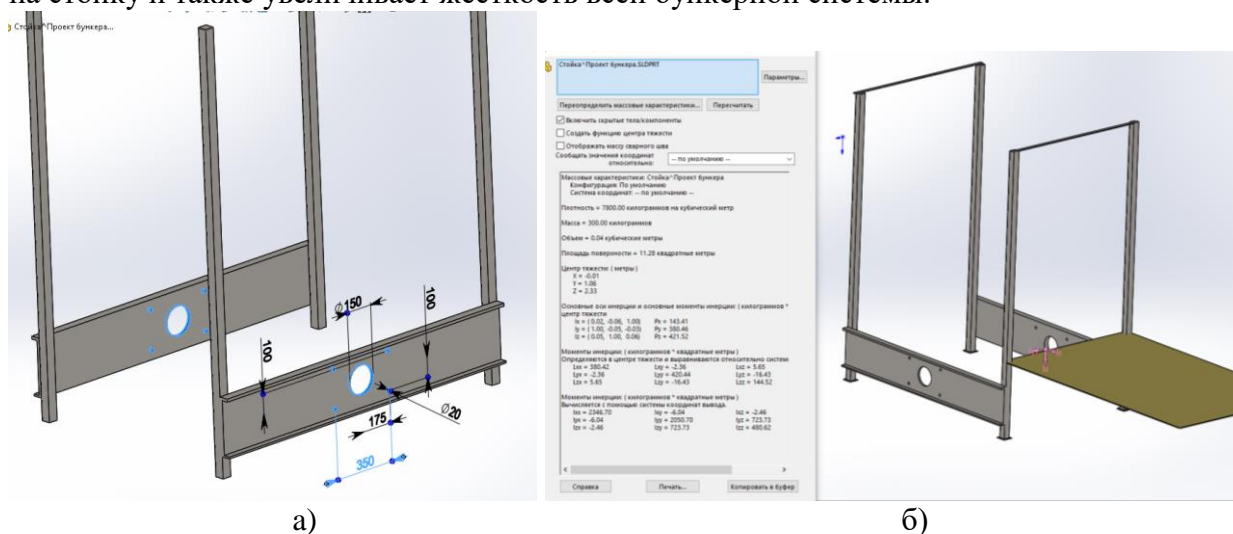 на стойку и также увеличивает жесткость всей бункерной системы.
Стойка^Проект бункера...
Ø150
100
100
Ø20
175
350
Стойка^Проект бункера.SLDPRT
Параметры...
Переопределить массовые характеристики...
Пересчитать
Включить скрытые тела/компоненты
Создать функцию центра тяжести
Отображать массу сварного шва
Сообщать значения координат относительно:
-- по умолчанию --
Массовые характеристики: Стойка^Проект бункера
Конфигурация: По умолчанию
Система координат: -- по умолчанию --
Плотность = 7800.00 килограммов на кубический метр
Масса = 300.00 килограммов
Объем = 0.04 кубические метры
Площадь поверхности = 11.28 квадратные метры
Центр тяжести: ( метры )
X = -0.01
Y = 1.06
Z = 2.33
Основные оси инерции и основные моменты инерции: ( килограммов *
центр тяжести
Ix = ( 0.02, -0.06, 1.00) Px = 143.41
Iy = ( 1.00, -0.05, -0.03) Py = 380.46
Iz = ( 0.05, 1.00, 0.06) Pz = 421.52
Моменты инерции: ( килограммов * квадратные метры )
Определяются в центре тяжести и выравниваются относительно систем
Lxx = 380.42 Lxy = -2.36 Lxz = 5.65
Lyx = -2.36 Lyy = 420.44 Lyz = -16.43
Lzx = 5.65 Lzy = -16.43 Lzz = 144.52
Моменты инерции: ( килограммов * квадратные метры )
Вычисляется с помощью системы координат вывода.
Ixx = 2346.70 Ixy = -6.04 Ixz = -2.46
Iyx = -6.04 Iyy = 2050.70 Iyz = 723.73
Izx = -2.46 Izy = 723.73 Izz = 480.62
Справка
Печать...
Копировать в буфер
а)
б)